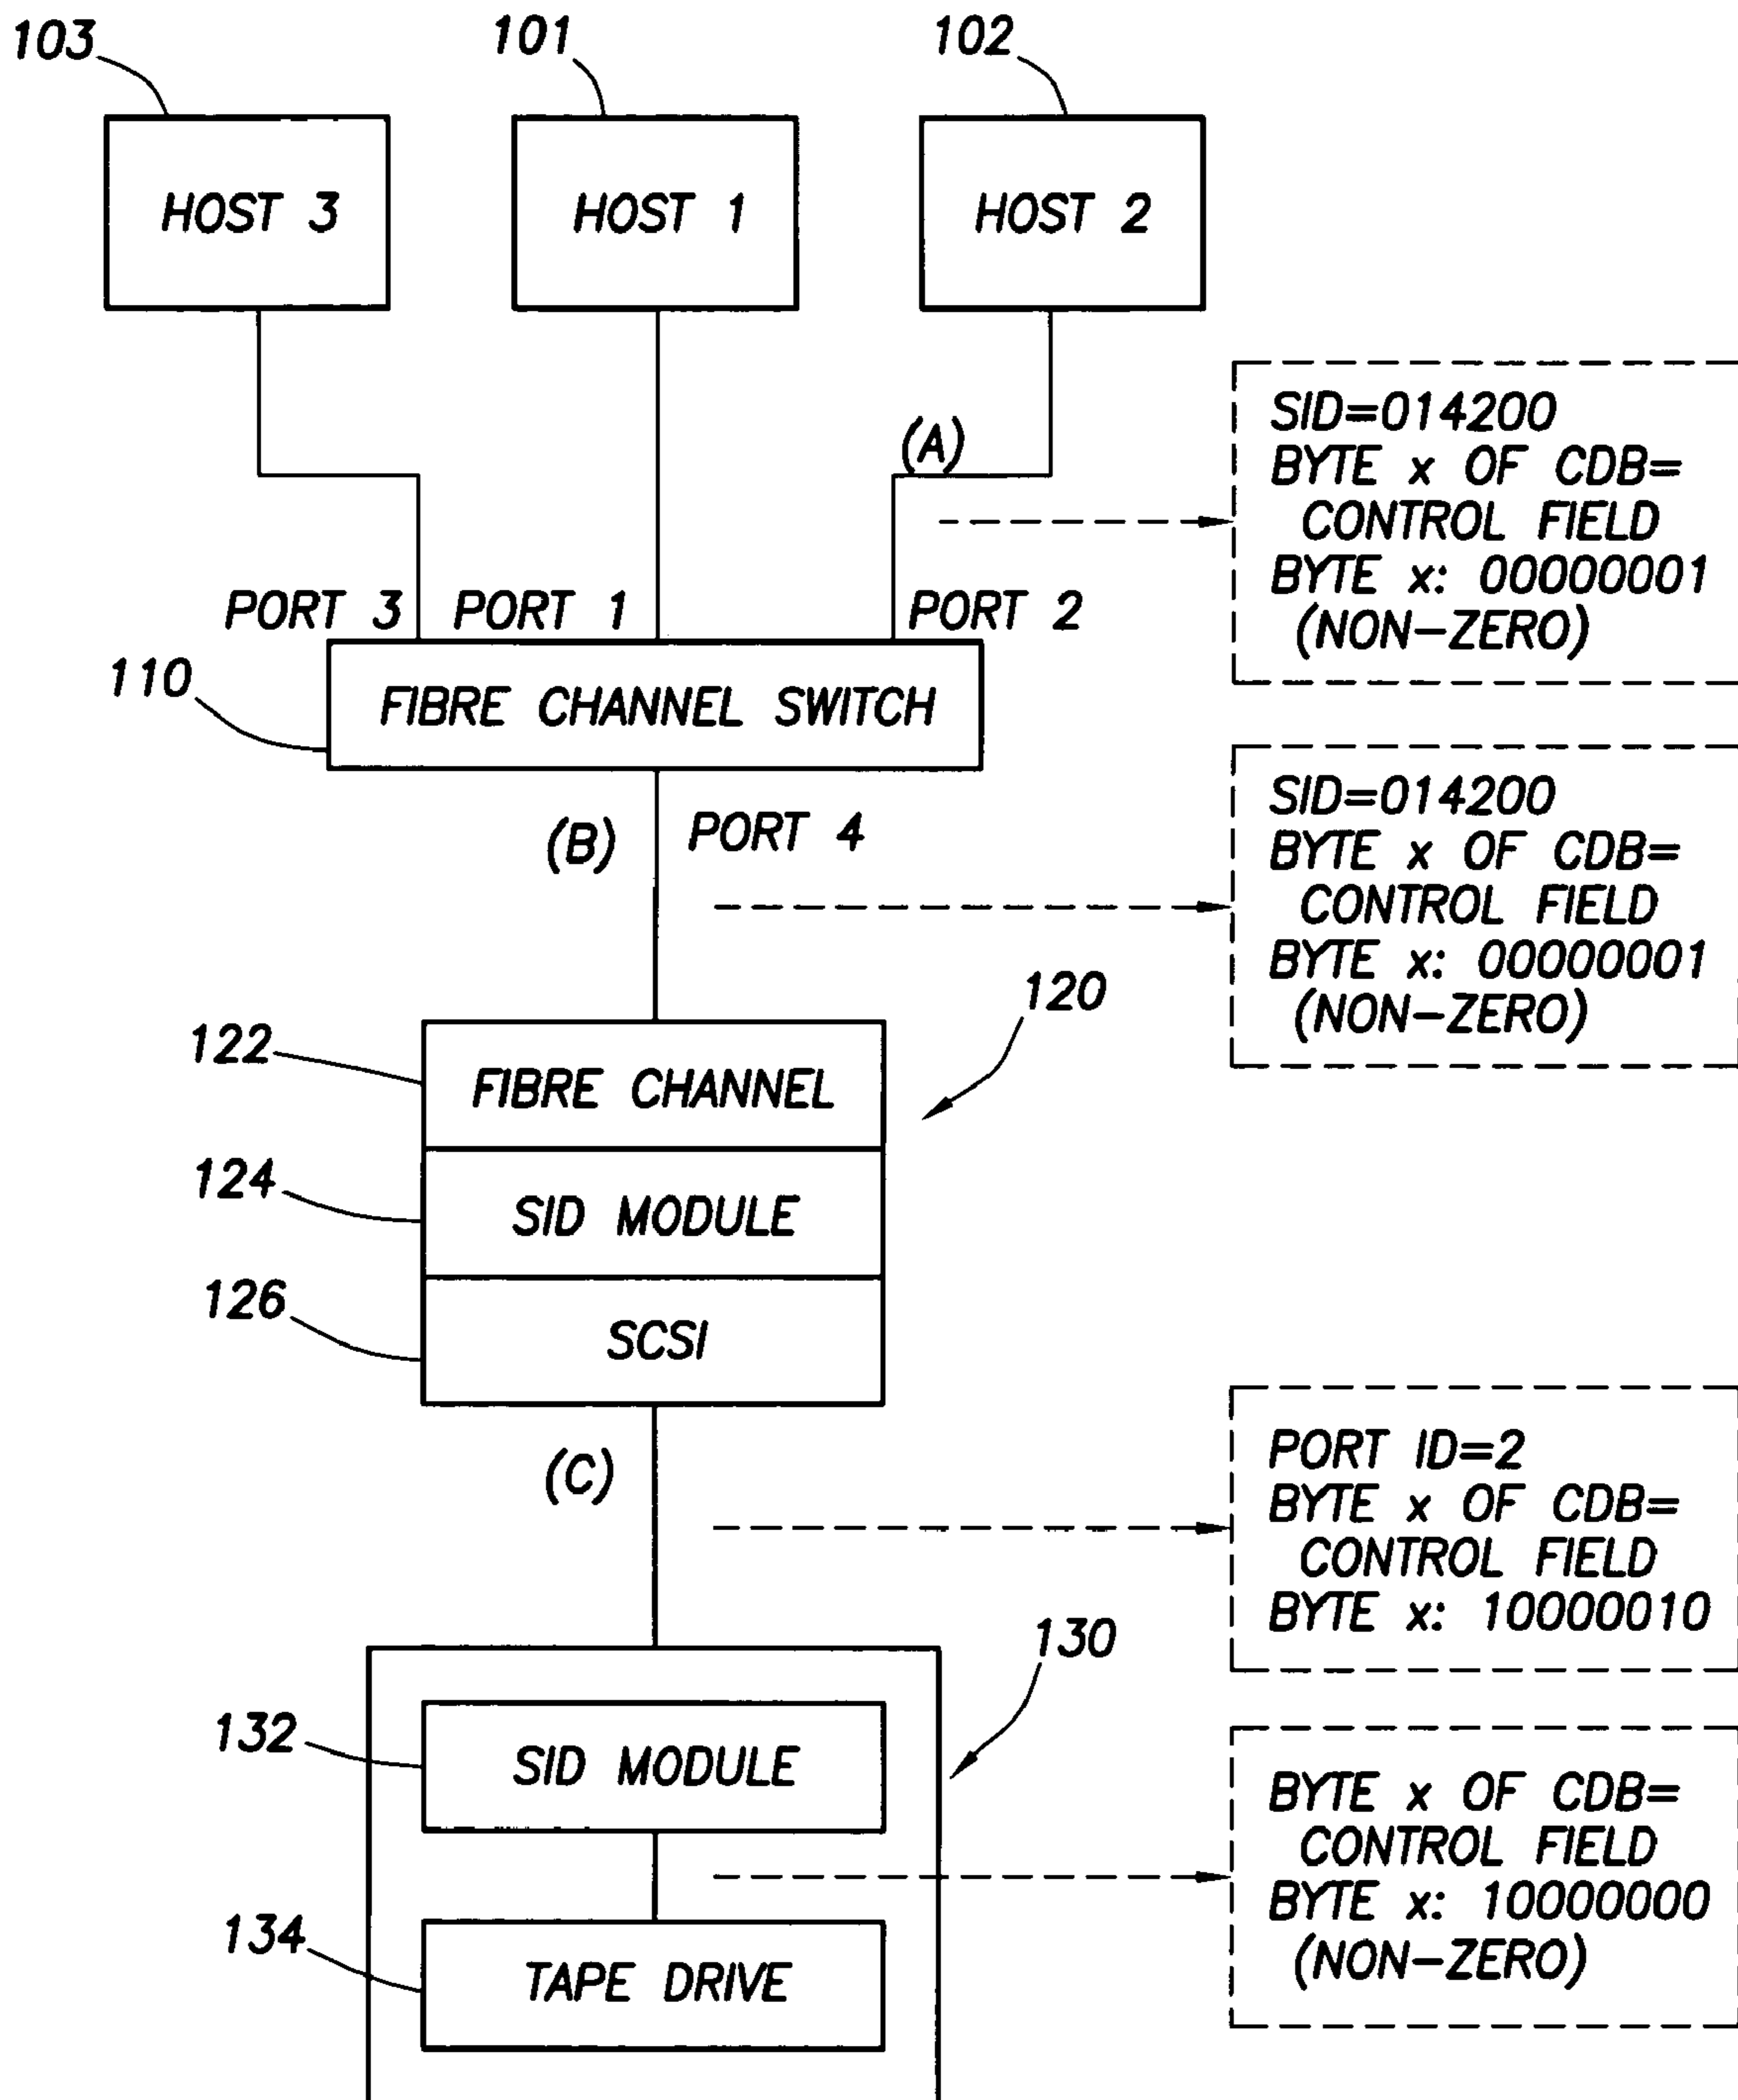 103
101
102
HOST 3
HOST 1
HOST 2
(A)
SID=014200
BYTE x OF CDB=
CONTROL FIELD
BYTE x: 00000001
(NON-ZERO)
PORT 3
PORT 1
PORT 2
110
FIBRE CHANNEL SWITCH
(B)
PORT 4
SID=014200
BYTE x OF CDB=
CONTROL FIELD
BYTE x: 00000001
(NON-ZERO)
120
122
FIBRE CHANNEL
124
SID MODULE
126
SCSI
(C)
PORT ID=2
BYTE x OF CDB=
CONTROL FIELD
BYTE x: 10000010
130
132
SID MODULE
BYTE x OF CDB=
CONTROL FIELD
BYTE x: 10000000
(NON-ZERO)
134
TAPE DRIVE